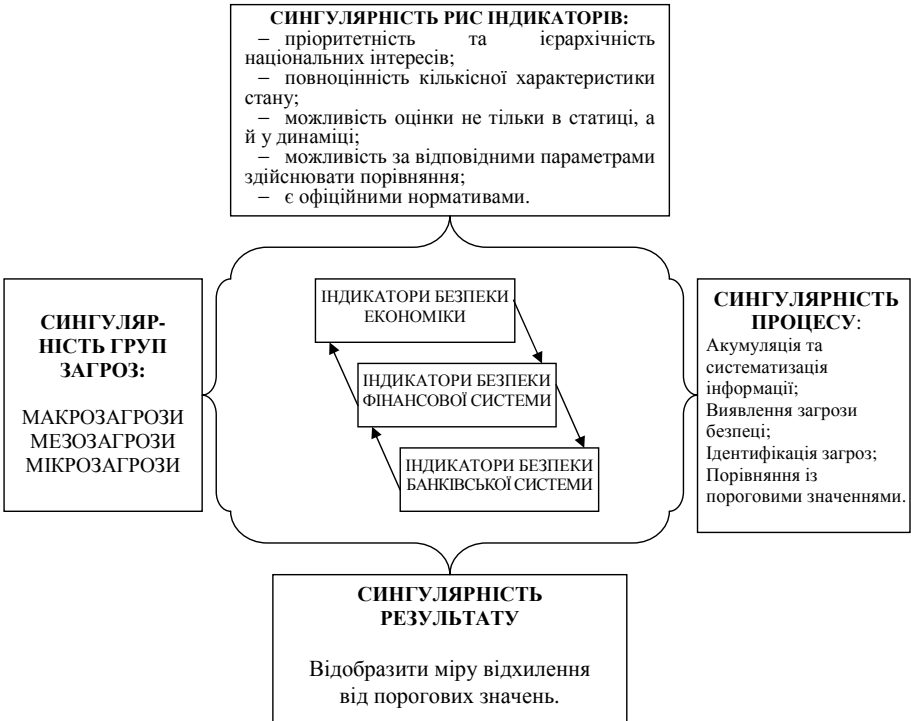 СИНГУЛЯРНІСТЬ РИС ІНДИКАТОРІВ:
– пріоритетність та ієрархічність
національних інтересів;
– повноцінність кількісної характеристики
стану;
– можливість оцінки не тільки в статиці, а
й у динаміці;
– можливість за відповідними параметрами
здійснювати порівняння;
– є офіційними нормативами.
СИНГУЛЯР-
НІСТЬ ГРУП
ЗАГРОЗ:
МАКРОЗАГРОЗИ
МЕЗОЗАГРОЗИ
МІКРОЗАГРОЗИ
ІНДИКАТОРИ БЕЗПЕКИ
ЕКОНОМІКИ
ІНДИКАТОРИ БЕЗПЕКИ
ФІНАНСОВОЇ СИСТЕМИ
ІНДИКАТОРИ БЕЗПЕКИ
БАНКІВСЬКОЇ СИСТЕМИ
СИНГУЛЯРНІСТЬ
ПРОЦЕСУ:
Акумуляція та
систематизація
інформації;
Виявлення загрози
безпеці;
Ідентифікація загроз;
Порівняння із
пороговими значеннями.
СИНГУЛЯРНІСТЬ
РЕЗУЛЬТАТУ
Відобразити міру відхилення
від порогових значень.